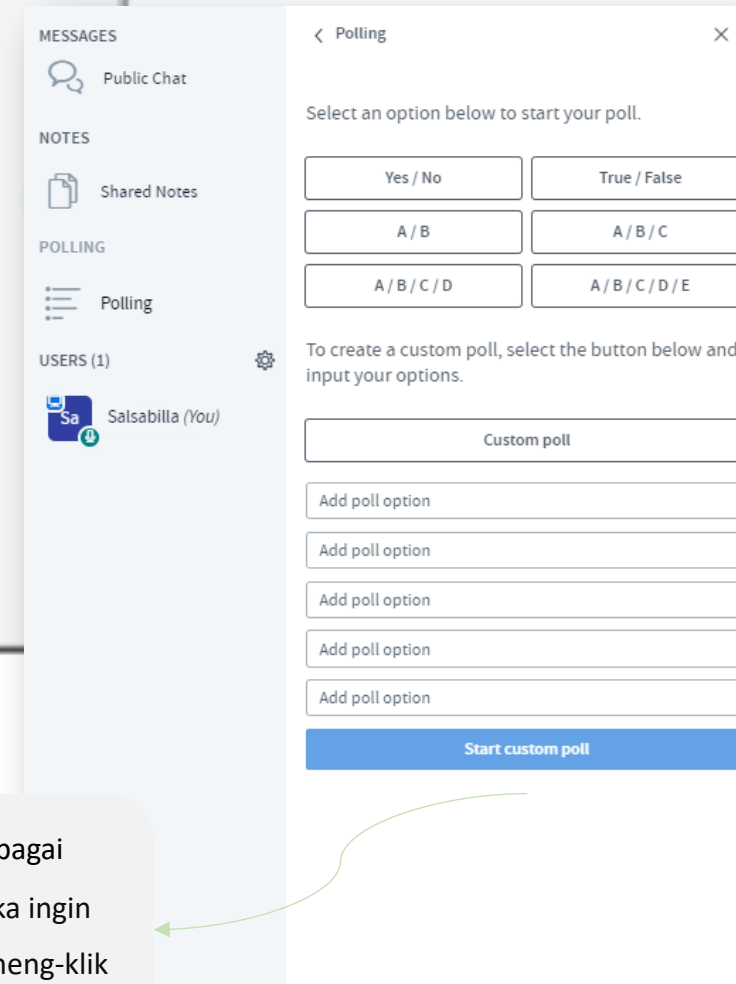 MESSAGES
Public Chat
NOTES
Shared Notes
POLLING
Polling
USERS (1)
Sa
Salsabilla (You)
Polling
Select an option below to start your poll.
Yes / No
True / False
A / B
A / B / C
A / B / C / D
A / B / C / D / E
To create a custom poll, select the button below and
input your options.
Custom poll
Add poll option
Add poll option
Add poll option
Add poll option
Add poll option
Start custom poll
ingin